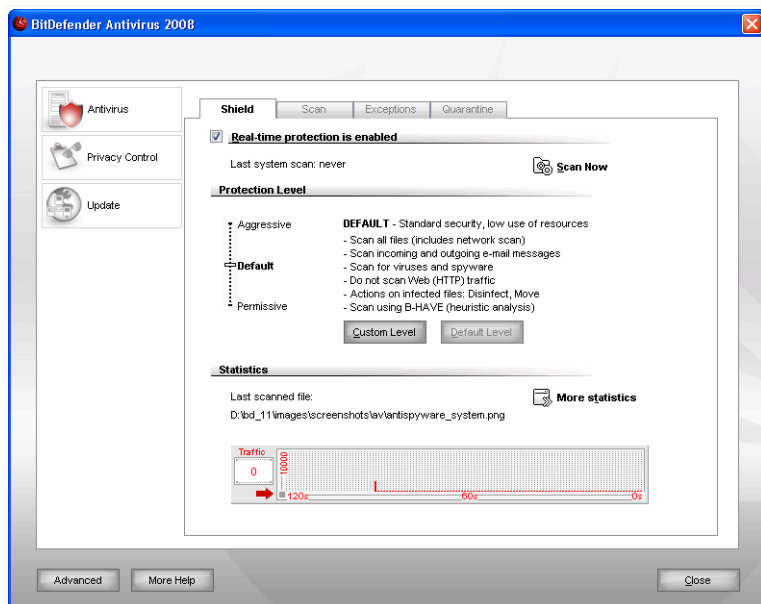 BitDefender Antivirus 2008
Antivirus
Privacy Control
Update
Shield
Scan
Exceptions
Quarantine
Real-time protection is enabled
Last system scan: never
Scan Now
Protection Level
Aggressive
Default
Permissive
DEFAULT - Standard security, low use of resources
- Scan all files (includes network scan)
- Scan incoming and outgoing e-mail messages
- Scan for viruses and spyware
- Do not scan Web (HTTP) traffic
- Actions on infected files: Disinfect, Move
- Scan using B-HAVE (heuristic analysis)
Custom Level
Default Level
Statistics
Last scanned file:
More statistics
D:\bd_11\images\screenshots\av\antispyware_system.png
Traffic
0
10000
120s
60s
0s
Advanced
More Help
Close